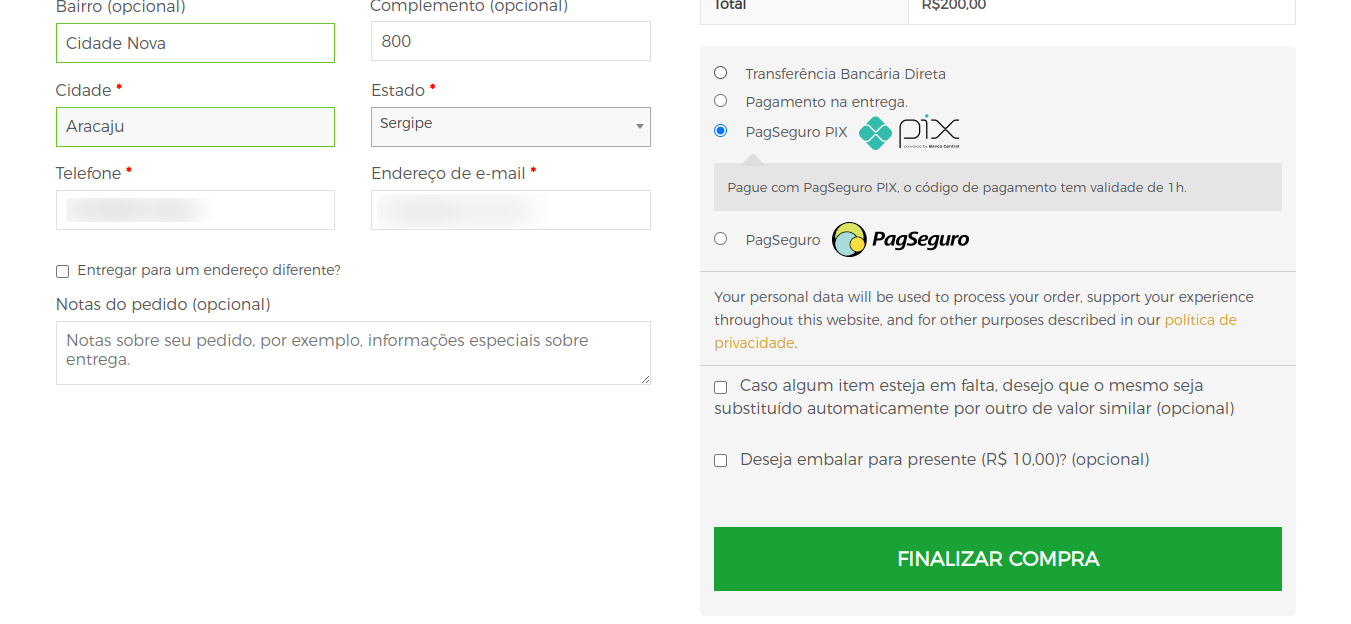 Bairro (opcional)
Complemento (opcional)
Cidade Nova
800
Cidade *
Estado *
Aracaju
Sergipe
Telefone *
Endereço de e-mail *
Entregar para um endereço diferente?
Notas do pedido (opcional)
Notas sobre seu pedido, por exemplo, informações especiais sobre
entrega.
Total
R$200,00
Transferência Bancária Direta
Pagamento na entrega.
PagSeguro PIX
pix
powered by Banco Central
Pague com PagSeguro PIX, o código de pagamento tem validade de 1h.
PagSeguro
PagSeguro
Your personal data will be used to process your order, support your experience
throughout this website, and for other purposes described in our política de
privacidade.
Caso algum item esteja em falta, desejo que o mesmo seja
substituído automaticamente por outro de valor similar (opcional)
Deseja embalar para presente (R$ 10,00)? (opcional)
FINALIZAR COMPRA